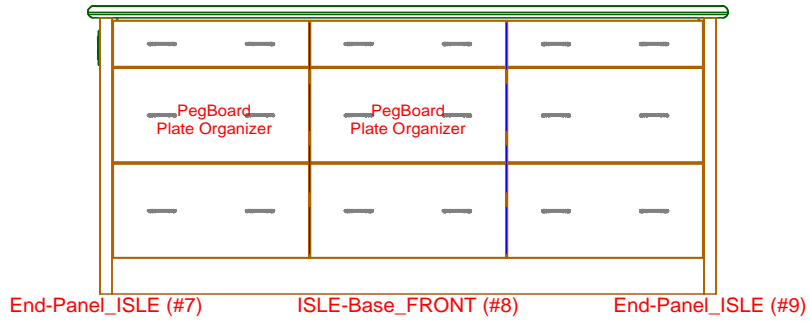 PegBoard
Plate Organizer
PegBoard
Plate Organizer
End-Panel_ISLE (#7)
ISLE-Base_FRONT (#8)
End-Panel_ISLE (#9)